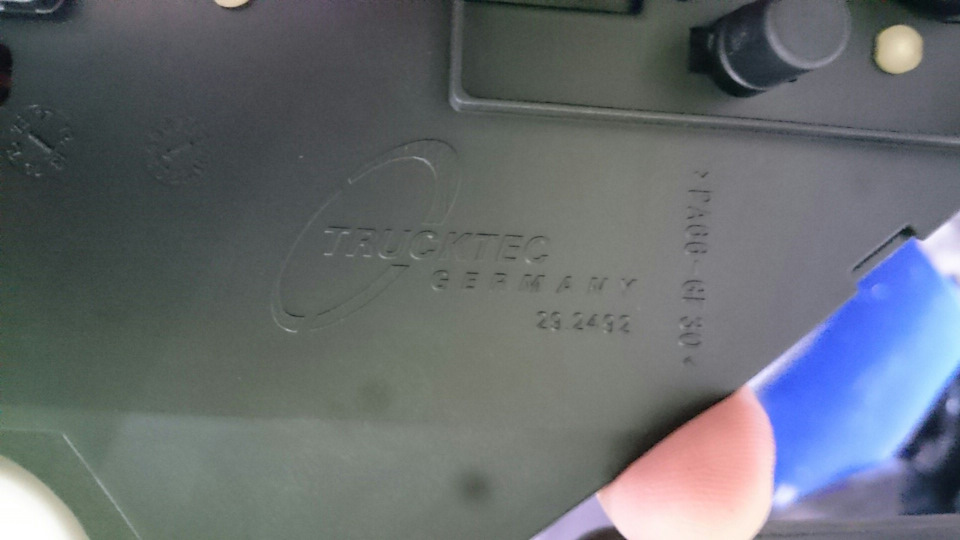 TRUCKTEC
GERMANY
29.2492
>PA66-GF30<